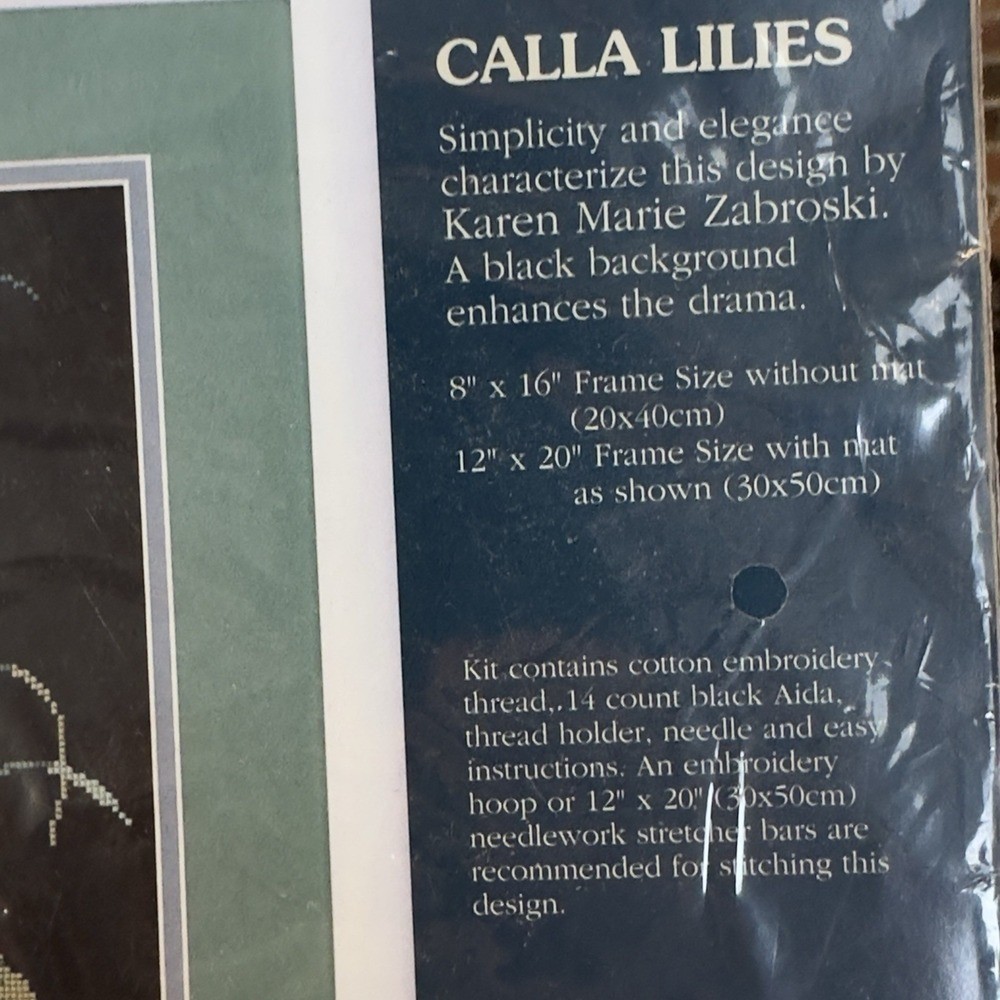 CALLA LILIES
Simplicity and elegance
characterize this design by
Karen Marie Zabroski.
A black background
enhances the drama.
8" x 16" Frame Size without mat
(20x40cm)
12" x 20" Frame Size with mat
as shown (30x50cm)
Kit contains cotton embroidery
thread, 14 count black Aida,
thread holder, needle and easy
instructions. An embroidery
hoop or 12" x 20" (30x50cm)
needlework stretcher bars are
recommended for stitching this
design.